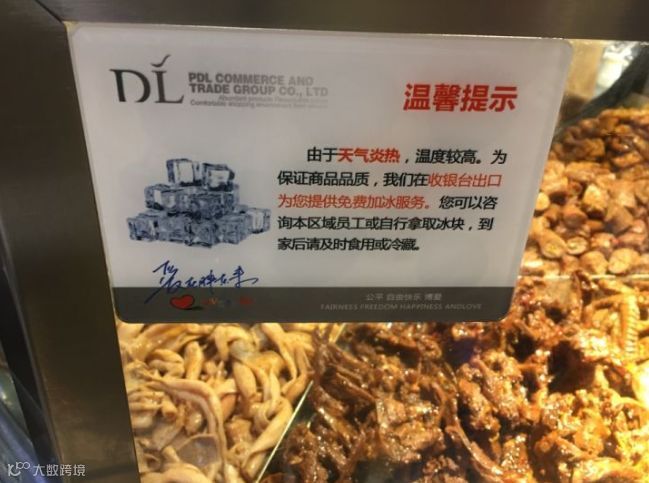 DL
PDL COMMERCE AND
TRADE GROUP CO., LTD
温馨提示
由于天气炎热，温度较高。为
保证商品品质，我们在收银台出口
为您提供免费加冰服务。您可以咨
询本区域员工或自行拿取冰块，到
家后请及时食用或冷藏。
公平 自由快乐 博爱
FAIRNESS FREEDOM HAPPINESS ANDLOVE
大数跨境